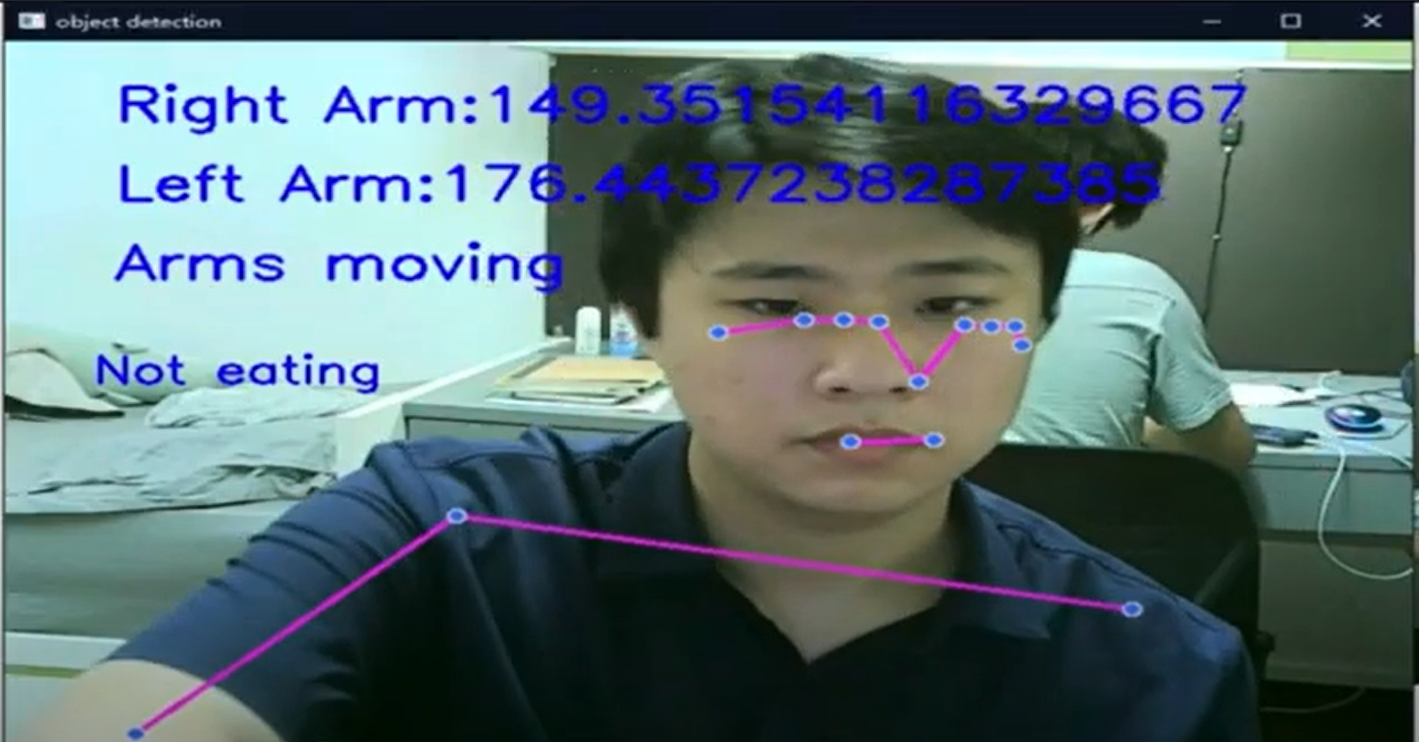 object detection
Right Arm:149.35154116329667
Left Arm:176.4437238287385
Arms moving
Not eating